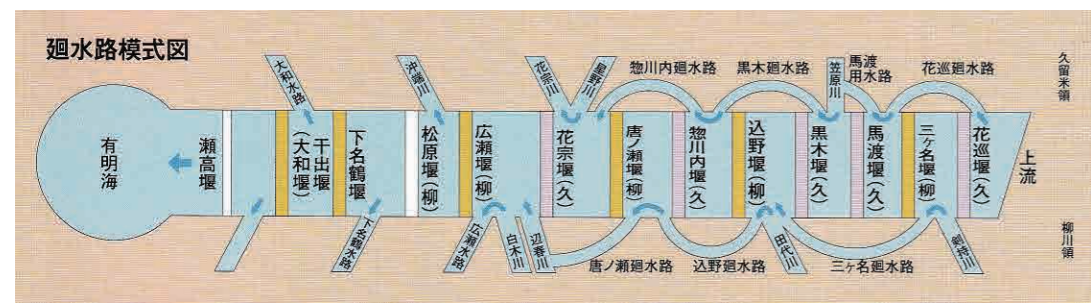 廻水路模式図
大和水路
沖端川
花宗川
星野川
惣川内廻水路
黒木廻水路
笠原川
馬渡
用水路
花巡廻水路
久留米領
有明海
瀬高堰
干出堰
(大和堰)
下名鶴堰
松原堰(柳)
広瀬堰(柳)
花宗堰(久)
唐ノ瀬堰(柳)
惣川内堰(久)
込野堰(柳)
黒木堰(久)
馬渡堰(久)
三ヶ名堰(柳)
花巡堰(久)
上流
下名鶴水路
広瀬水路
白木川
辺春川
唐ノ瀬廻水路
込野廻水路
田代川
三ヶ名廻水路
剣持川
柳川領